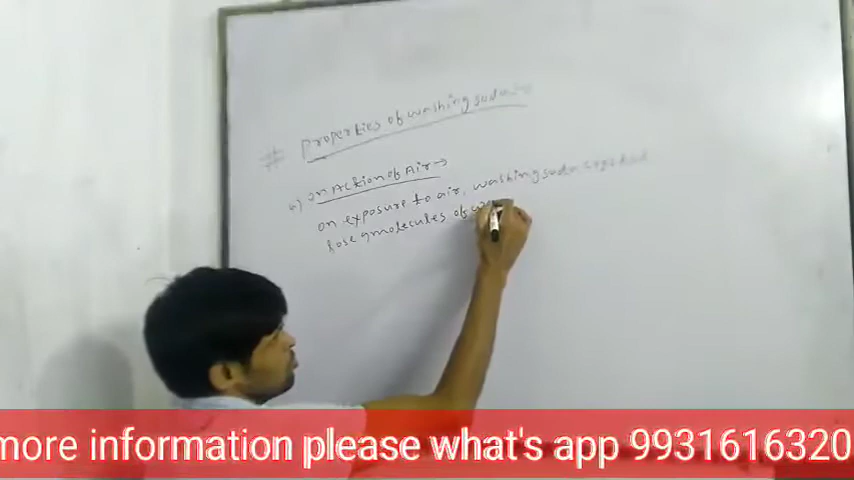 # Properties of washing soda:→
a) In Action of Air→
on exposure to air, washing soda crystal
lose 9 molecules of
more information please what's app 9931616320